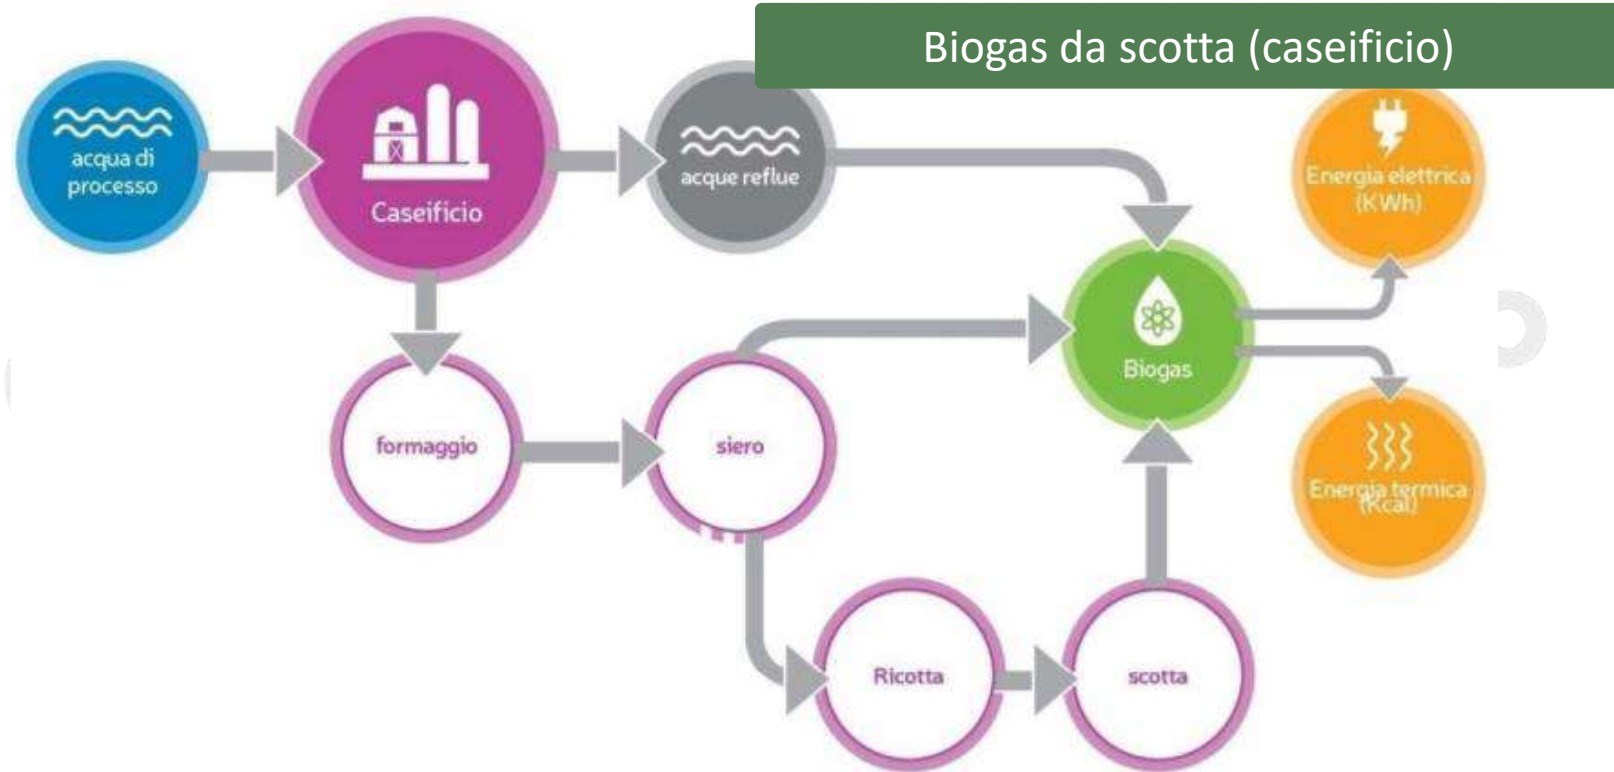 Biogas da scotta (caseificio)
acqua di
processo
Caseificio
acque reflue
Energia elettrica
(KWh)
Biogas
formaggio
siero
Energia termica
(Kcal)
Ricotta
scotta